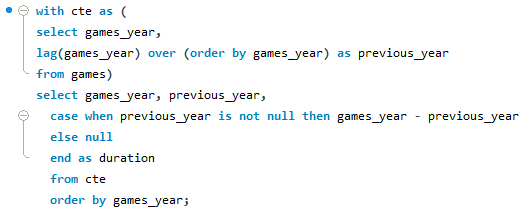 with cte as (
select games_year,
lag(games_year) over (order by games_year) as previous_year
from games)
select games_year, previous_year,
case when previous_year is not null then games_year - previous_year
else null
end as duration
from cte
order by games_year;